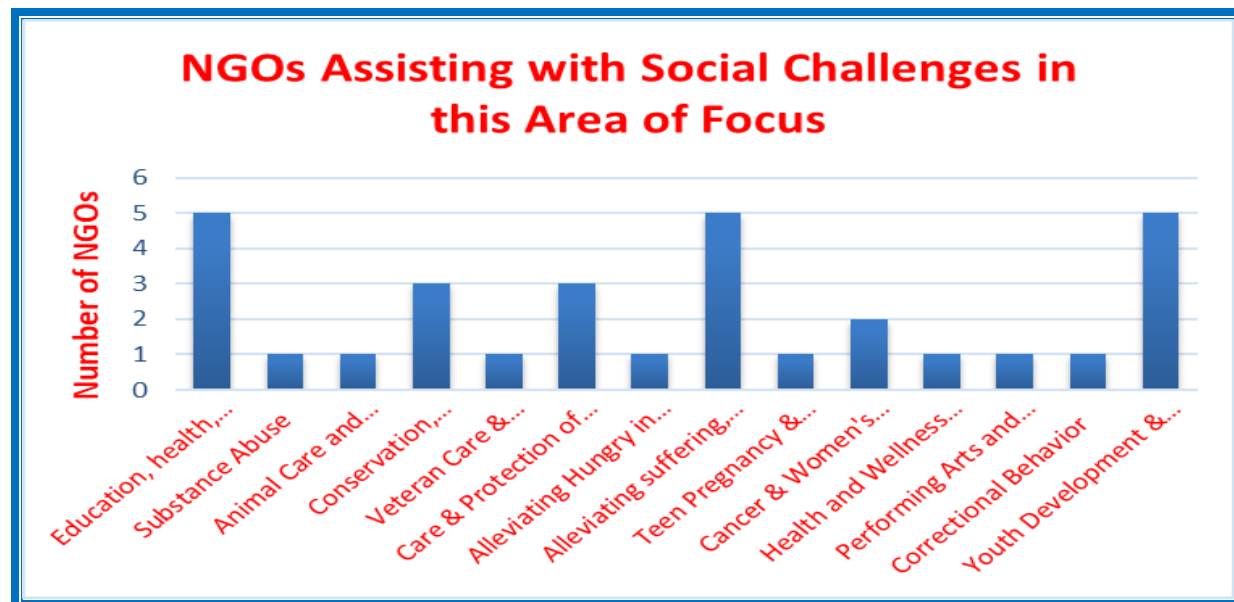 NGOs Assisting with Social Challenges in
this Area of Focus
Number of NGOs
6
5
4
3
2
1
0
Education, health,...
Substance Abuse
Animal Care and...
Conservation,...
Veteran Care &...
Care & Protection of...
Alleviating Hungry in...
Alleviating suffering,...
Teen Pregnancy &...
Cancer & Women's...
Health and Wellness...
Performing Arts and...
Correctional Behavior
Youth Development &...